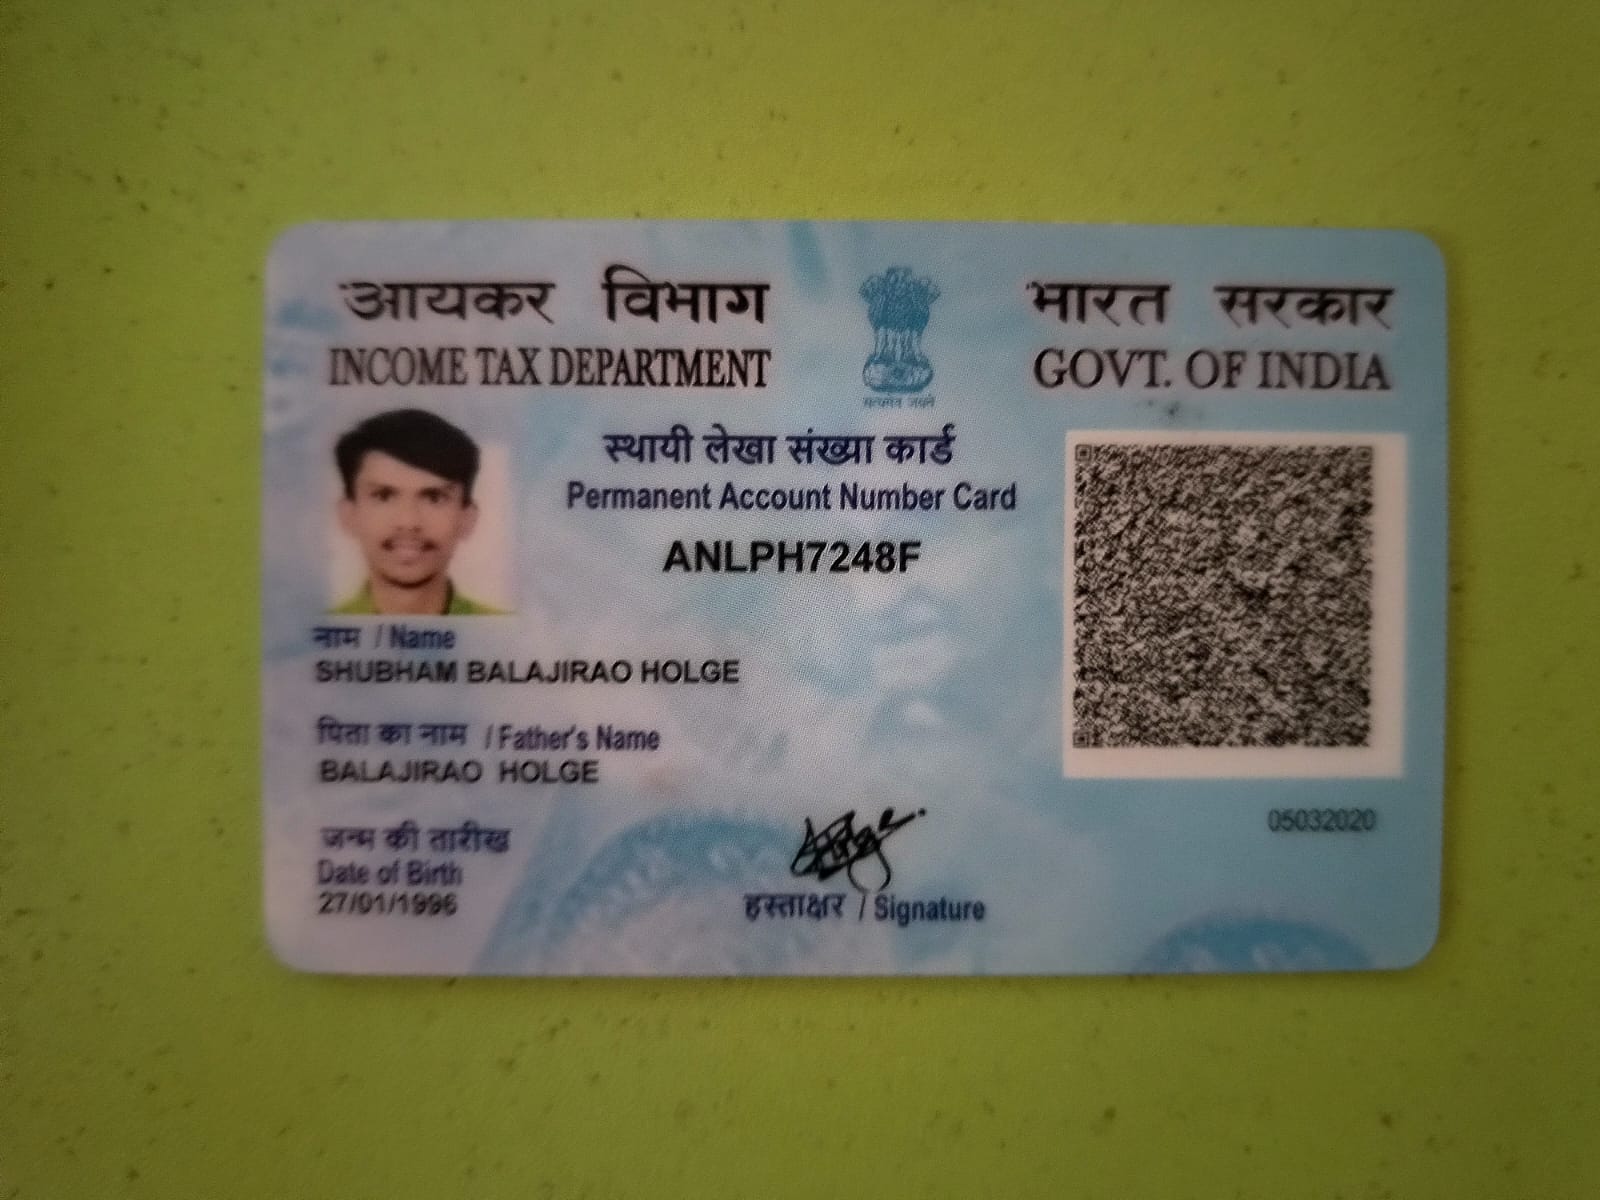 आयकर विभाग
INCOME TAX DEPARTMENT
सत्यमेव जयते
भारत सरकार
GOVT. OF INDIA
स्थायी लेखा संख्या कार्ड
Permanent Account Number Card
ANLPH7248F
नाम / Name
SHUBHAM BALAJIRAO HOLGE
पिता का नाम / Father's Name
BALAJIRAO HOLGE
जन्म की तारीख
Date of Birth
27/01/1996
हस्ताक्षर / Signature
05032020